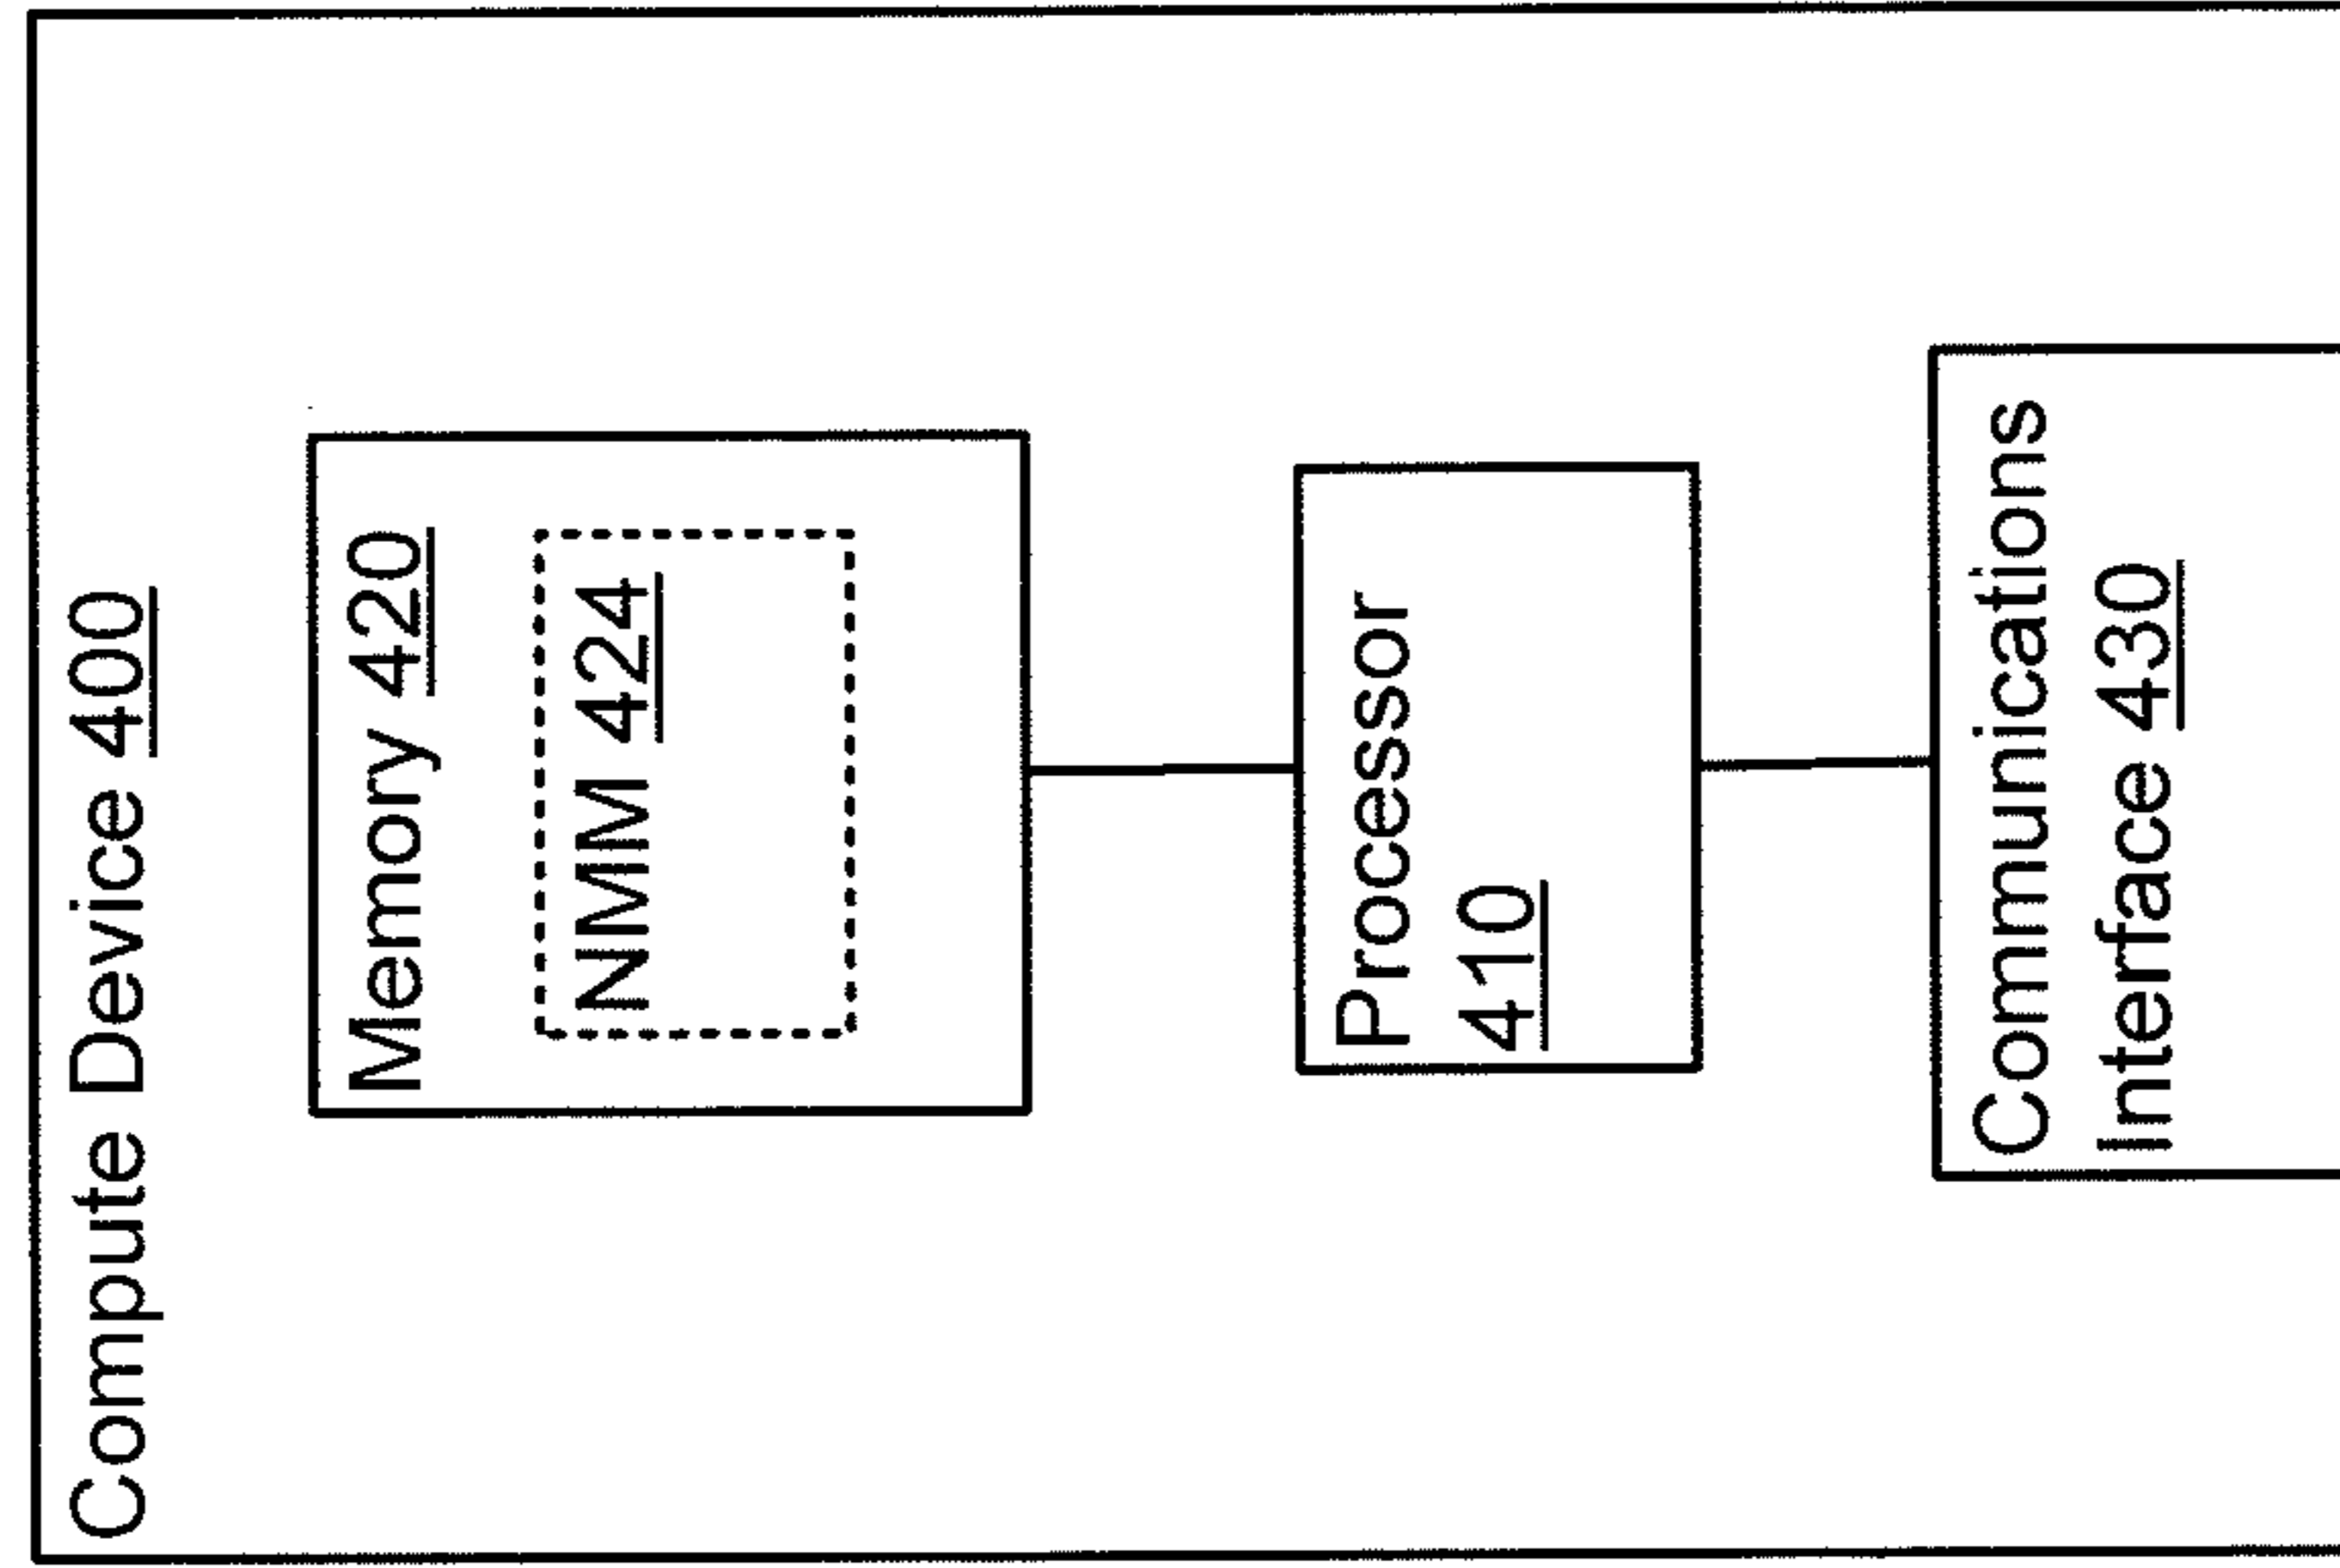 Compute Device 400
Memory 420
NMM 424
Processor
410
Communications
Interface 430